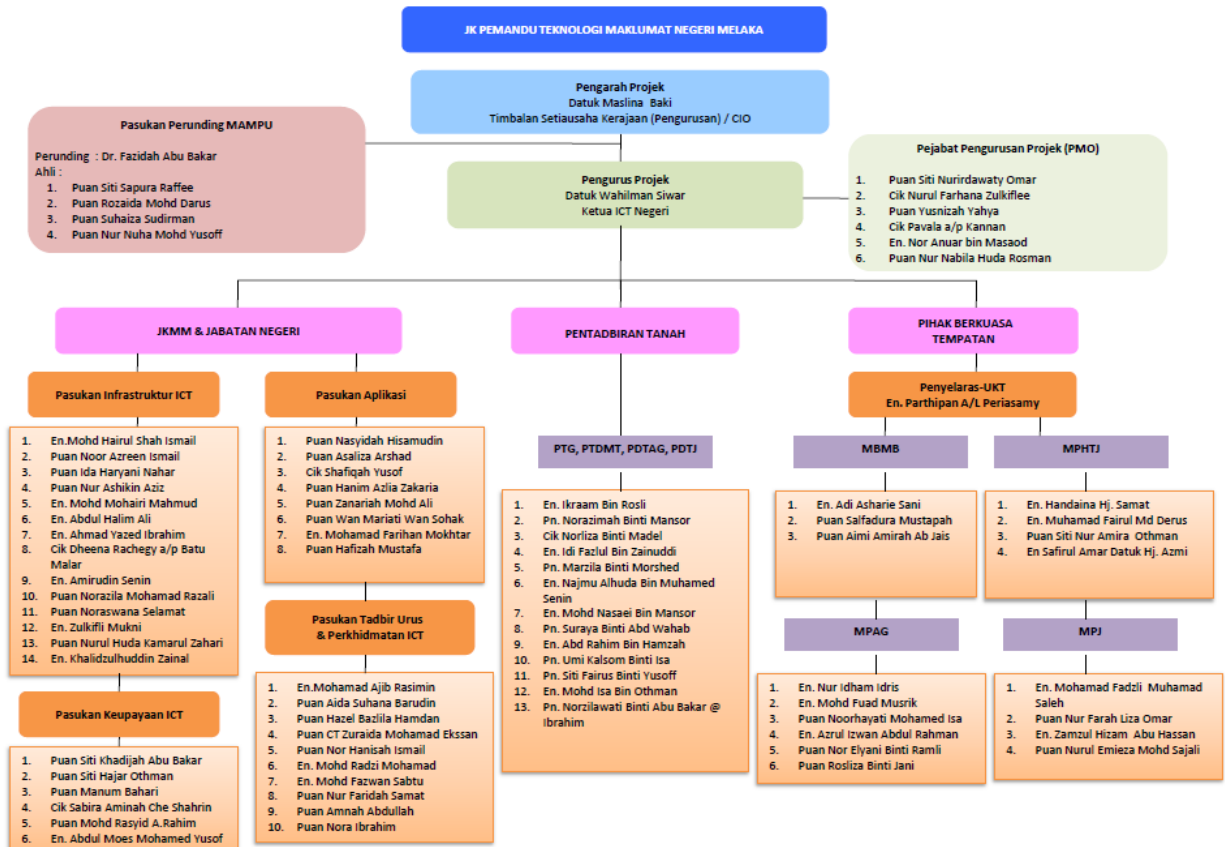 JK PEMANDU TEKNOLOGI MAKLUMAT NEGERI MELAKA
Pengarah Projek
Datuk Maslina Baki
Timbalan Setiausaha Kerajaan (Pengurusan) / CIO
Pasukan Perunding MAMPU
Perunding : Dr. Fazidah Abu Bakar
Ahli :
1. Puan Siti Sapura Raffee
2. Puan Rozaida Mohd Darus
3. Puan Suhaiza Sudirman
4. Puan Nur Nuha Mohd Yusoff
Pengurus Projek
Datuk Wahilman Siwar
Ketua ICT Negeri
Pejabat Pengurusan Projek (PMO)
1. Puan Siti Nurirdawaty Omar
2. Cik Nurul Farhana Zulkiflee
3. Puan Yusnizah Yahya
4. Cik Pavala a/p Kannan
5. En. Nor Anuar bin Masaod
6. Puan Nur Nabila Huda Rosman
JKMM & JABATAN NEGERI
Pasukan Infrastruktur ICT
1. En.Mohd Hairul Shah Ismail
2. Puan Noor Azreen Ismail
3. Puan Ida Haryani Nahar
4. Puan Nur Ashikin Aziz
5. En. Mohd Mohairi Mahmud
6. En. Abdul Halim Ali
7. En. Ahmad Yazed Ibrahim
8. Cik Dheena Rachegy a/p Batu
Malar
9. En. Amirudin Senin
10. Puan Norazila Mohamad Razali
11. Puan Noraswana Selamat
12. En. Zulkifli Mukni
13. Puan Nurul Huda Kamarul Zahari
14. En. Khalidzulhuddin Zainal
Pasukan Keupayaan ICT
1. Puan Siti Khadijah Abu Bakar
2. Puan Siti Hajar Othman
3. Puan Manum Bahari
4. Cik Sabira Aminah Che Shahrin
5. Puan Mohd Rasyid A.Rahim
6. En. Abdul Moes Mohamed Yusof
Pasukan Aplikasi
1. Puan Nasyidah Hisamudin
2. Puan Asaliza Arshad
3. Cik Shafiqah Yusof
4. Puan Hanim Azlia Zakaria
5. Puan Zanariah Mohd Ali
6. Puan Wan Mariati Wan Sohak
7. En. Mohamad Farihan Mokhtar
8. Puan Hafizah Mustafa
Pasukan Tadbir Urus
& Perkhidmatan ICT
1. En.Mohamad Ajib Rasimin
2. Puan Aida Suhana Barudin
3. Puan Hazel Bazlila Hamdan
4. Puan CT Zuraida Mohamad Ekssan
5. Puan Nor Hanisah Ismail
6. En. Mohd Radzi Mohamad
7. En. Mohd Fazwan Sabtu
8. Puan Nur Faridah Samat
9. Puan Amnah Abdullah
10. Puan Nora Ibrahim
PENTADBIRAN TANAH
PTG, PTDMT, PDTAG, PDTJ
1. En. Ikraam Bin Rosli
2. Pn. Norazimah Binti Mansor
3. Cik Norliza Binti Madel
4. En. Idi Fazlul Bin Zainuddi
5. Pn. Marzila Binti Morshed
6. En. Najmu Alhuda Bin Muhamed
Senin
7. En. Mohd Nasaei Bin Mansor
8. Pn. Suraya Binti Abd Wahab
9. En. Abd Rahim Bin Hamzah
10. Pn. Umi Kalsom Binti Isa
11. Pn. Siti Fairus Binti Yusoff
12. En. Mohd Isa Bin Othman
13. Pn. Norzilawati Binti Abu Bakar @
Ibrahim
PIHAK BERKUASA
TEMPATAN
Penyelaras-UKT
En. Parthipan A/L Periasamy
MBMB
1. En. Adi Asharie Sani
2. Puan Salfadura Mustapah
3. Puan Aimi Amirah Ab Jais
MPHTJ
1. En. Handaina Hj. Samat
2. En. Muhamad Fairul Md Derus
3. Puan Siti Nur Amira Othman
4. En Safirul Amar Datuk Hj. Azmi
MPAG
1. En. Nur Idham Idris
2. En. Mohd Fuad Musrik
3. Puan Noorhayati Mohamed Isa
4. En. Azrul Izwan Abdul Rahman
5. Puan Nor Elyani Binti Ramli
6. Puan Rosliza Binti Jani
MPJ
1. En. Mohamad Fadzli Muhamad
Saleh
2. Puan Nur Farah Liza Omar
3. En. Zamzul Hizam Abu Hassan
4. Puan Nurul Emieza Mohd Sajali